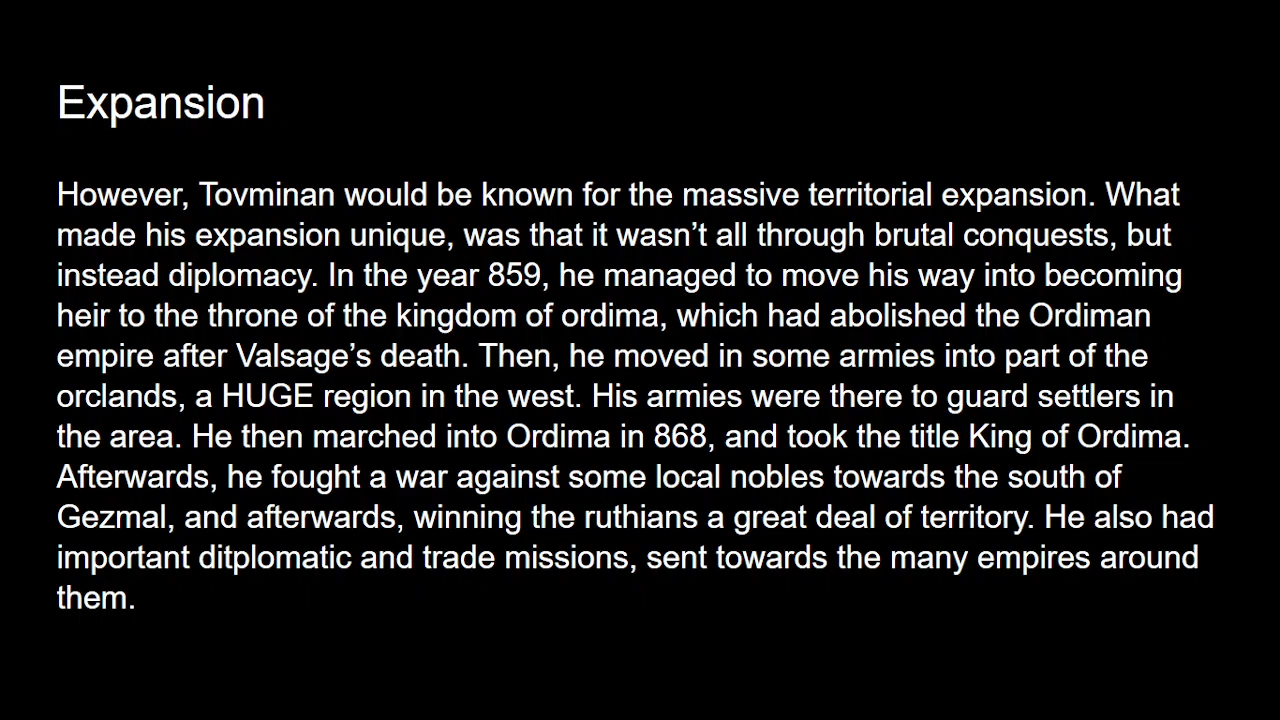 Expansion
However, Tovminan would be known for the massive territorial expansion. What
made his expansion unique, was that it wasn’t all through brutal conquests, but
instead diplomacy. In the year 859, he managed to move his way into becoming
heir to the throne of the kingdom of ordima, which had abolished the Ordiman
empire after Valsage’s death. Then, he moved in some armies into part of the
orclands, a HUGE region in the west. His armies were there to guard settlers in
the area. He then marched into Ordima in 868, and took the title King of Ordima.
Afterwards, he fought a war against some local nobles towards the south of
Gezmal, and afterwards, winning the ruthians a great deal of territory. He also had
important ditplomatic and trade missions, sent towards the many empires around
them.